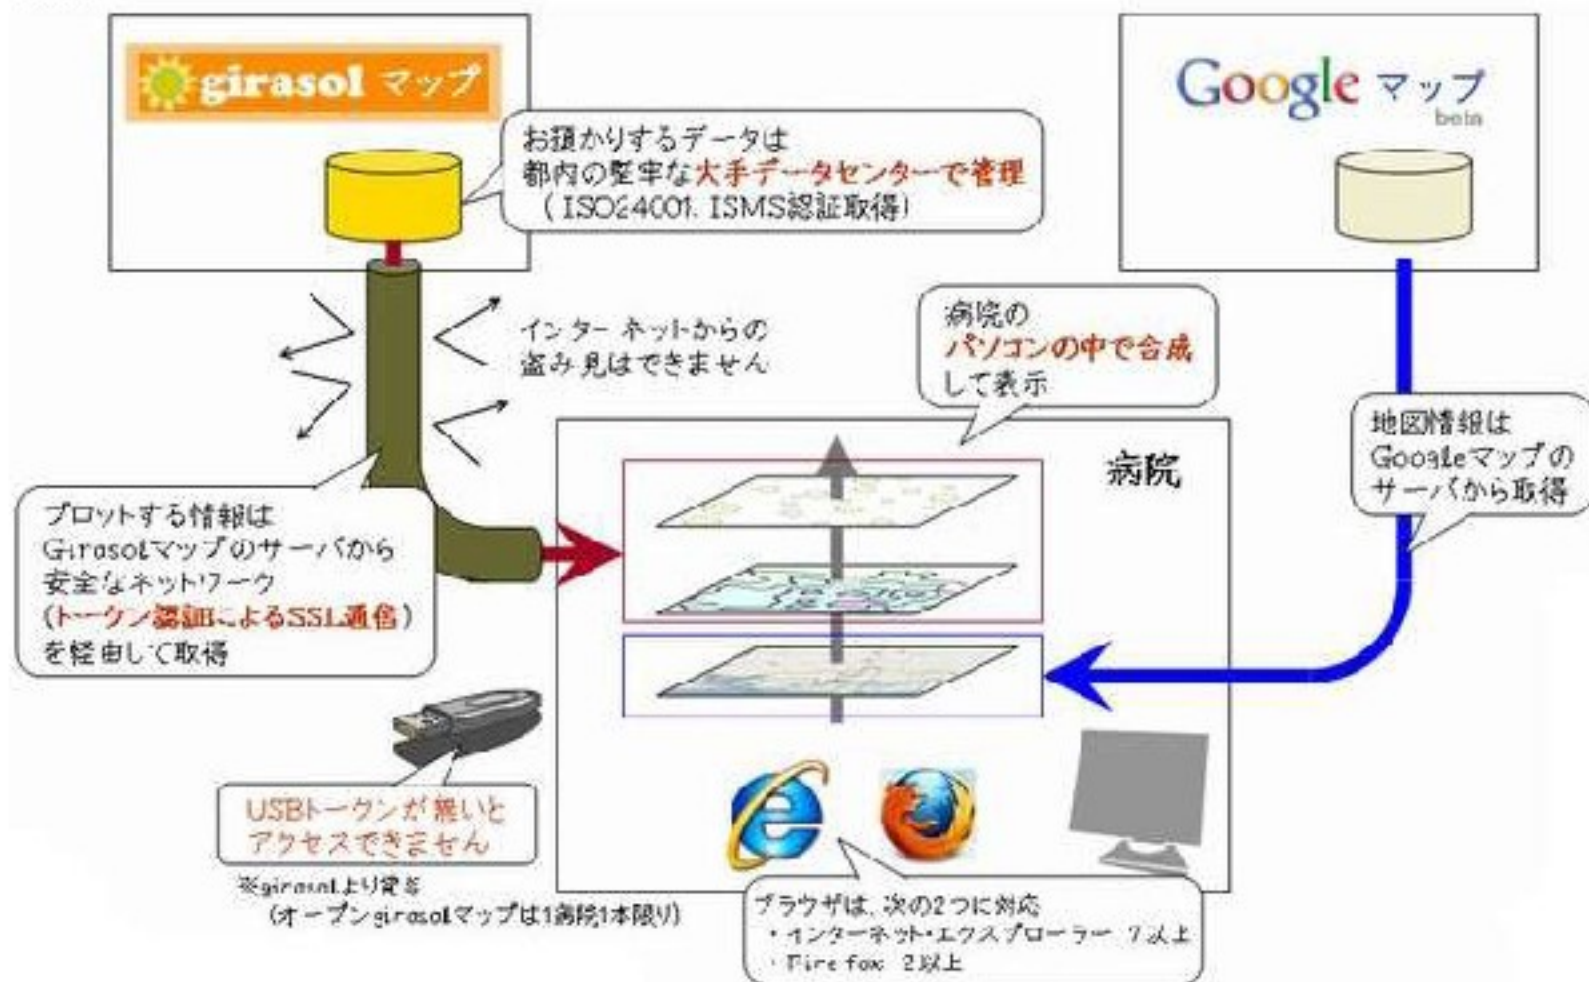 girasol マップ
Google マップ
beta
お預かりするデータは
都内の堅牢な大手データセンターで管理
(ISO24001, ISMS認証取得)
インターネットからの
盗み見はできません
病院の
パソコンの中で合成
して表示
病院
地図情報は
Googleマップの
サーバから取得
プロットする情報は
Girasolマップのサーバから
安全なネットワーク
(トークン認証によるSSL通信)
を経由して取得
USBトークンが無いと
アクセスできません
※girasolより貸与
(オープンgirasolマップは1病院1本限り)
ブラウザは、次の2つに対応
・インターネット・エクスプローラー 7以上
・Firefox 2以上